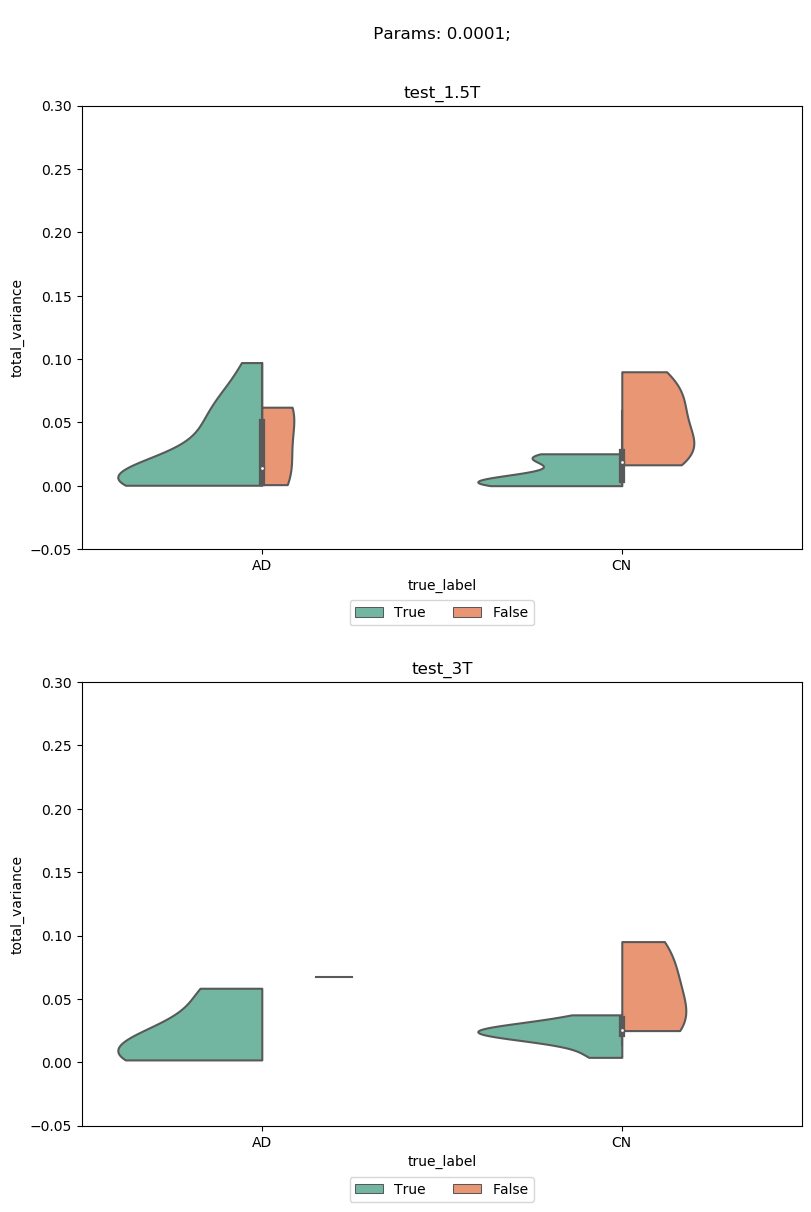 Params: 0.0001;
test_1.5T
0.30
0.25
0.20
0.15
0.10
0.05
0.00
−0.05
total_variance
AD CN
true_label
True False
test_3T
0.30
0.25
0.20
0.15
0.10
0.05
0.00
−0.05
total_variance
AD CN
true_label
True False